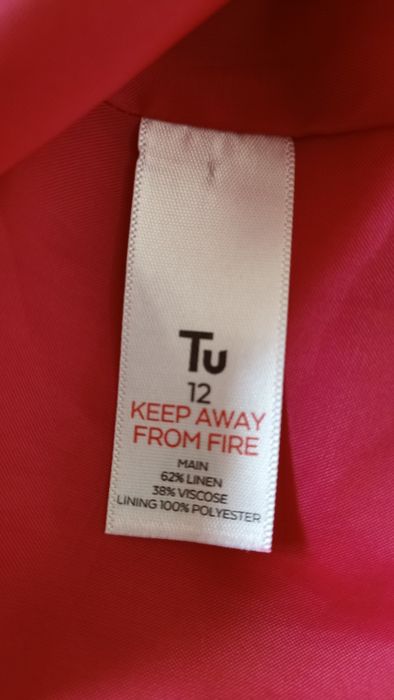 Tu
12
KEEP AWAY
FROM FIRE
MAIN
62% LINEN
38% VISCOSE
LINING 100% POLYESTER